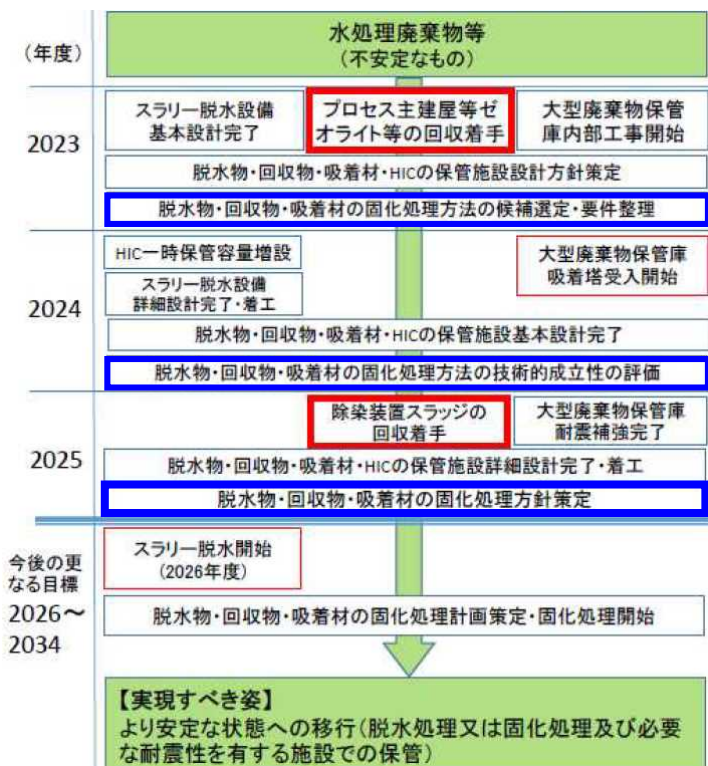 (年度)
水処理廃棄物等
(不安定なもの)
2023
スラリー脱水設備
基本設計完了
プロセス主建屋等ゼ
オライト等の回収着手
大型廃棄物保管
庫内部工事開始
脱水物・回収物・吸着材・HICの保管施設設計方針策定
脱水物・回収物・吸着材の固化処理方法の候補選定・要件整理
2024
HIC一時保管容量増設
スラリー脱水設備
詳細設計完了・着工
大型廃棄物保管庫
吸着塔受入開始
脱水物・回収物・吸着材・HICの保管施設基本設計完了
脱水物・回収物・吸着材の固化処理方法の技術的成立性の評価
2025
除染装置スラッジの
回収着手
大型廃棄物保管庫
耐震補強完了
脱水物・回収物・吸着材・HICの保管施設詳細設計完了・着工
脱水物・回収物・吸着材の固化処理方針策定
今後の更
なる目標
2026～
2034
スラリー脱水開始
(2026年度)
脱水物・回収物・吸着材の固化処理計画策定・固化処理開始
【実現すべき姿】
より安定な状態への移行(脱水処理又は固化処理及び必要
な耐震性を有する施設での保管)